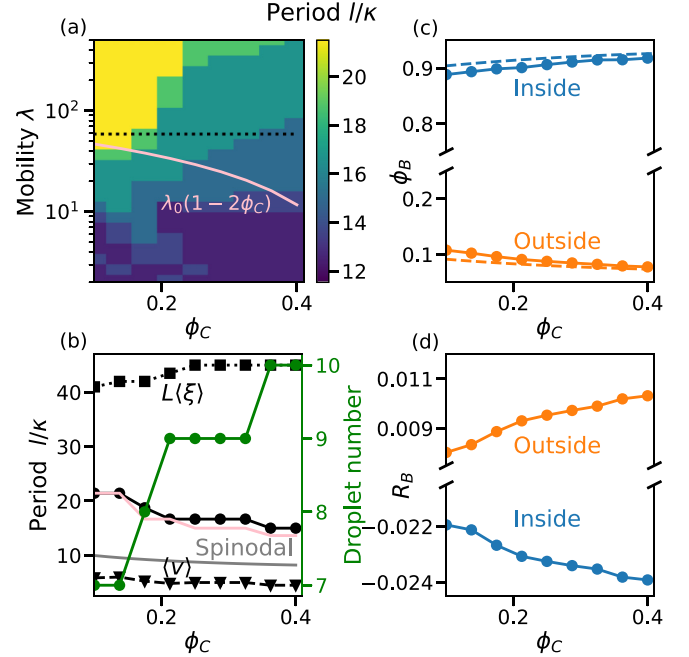 (a)
Period l/κ
Mobility λ
10²
10¹
λ₀(1−2ϕ_C)
0.2
0.4
ϕ_C
20
18
16
14
12
(b)
Period l/κ
40
30
20
10
L⟨ξ⟩
Spinodal
⟨v⟩
0.2
0.4
ϕ_C
10
9
8
7
Droplet number
(c)
ϕ_B
0.9
0.8
0.2
0.1
Inside
Outside
0.2
0.4
ϕ_C
(d)
R_B
0.011
0.009
−0.022
−0.024
Outside
Inside
0.2
0.4
ϕ_C